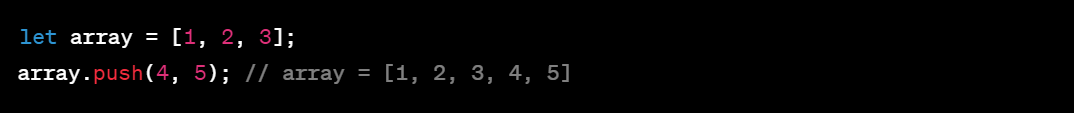 let array = [1, 2, 3];
array.push(4, 5); // array = [1, 2, 3, 4, 5]